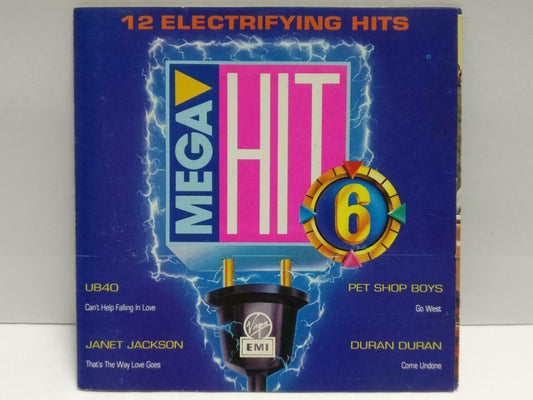 12 ELECTRIFYING HITS
MEGA
HIT
6
UB40
Can't Help Falling In Love
PET SHOP BOYS
Go West
JANET JACKSON
That's The Way Love Goes
Virgin
EMI
DURAN DURAN
Come Undone